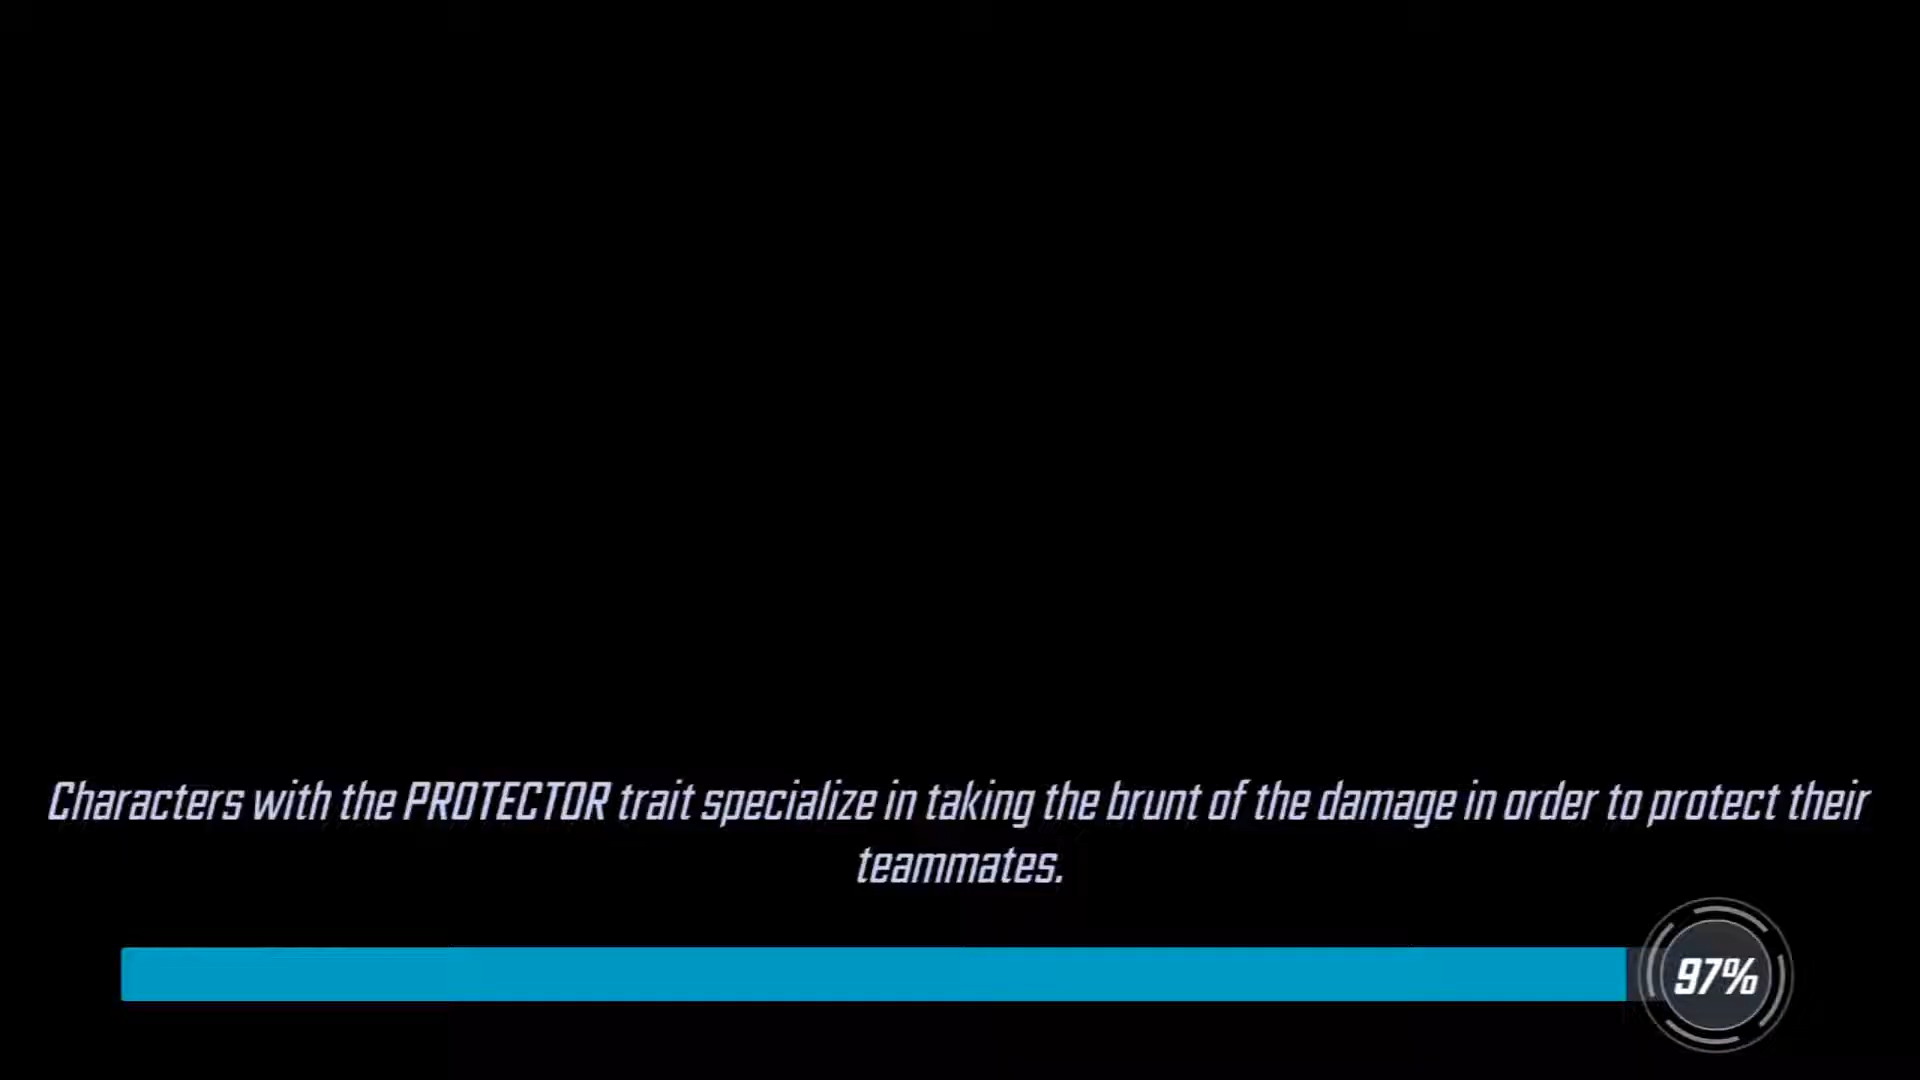 Characters with the PROTECTOR trait specialize in taking the brunt of the damage in order to protect their
teammates.
97%